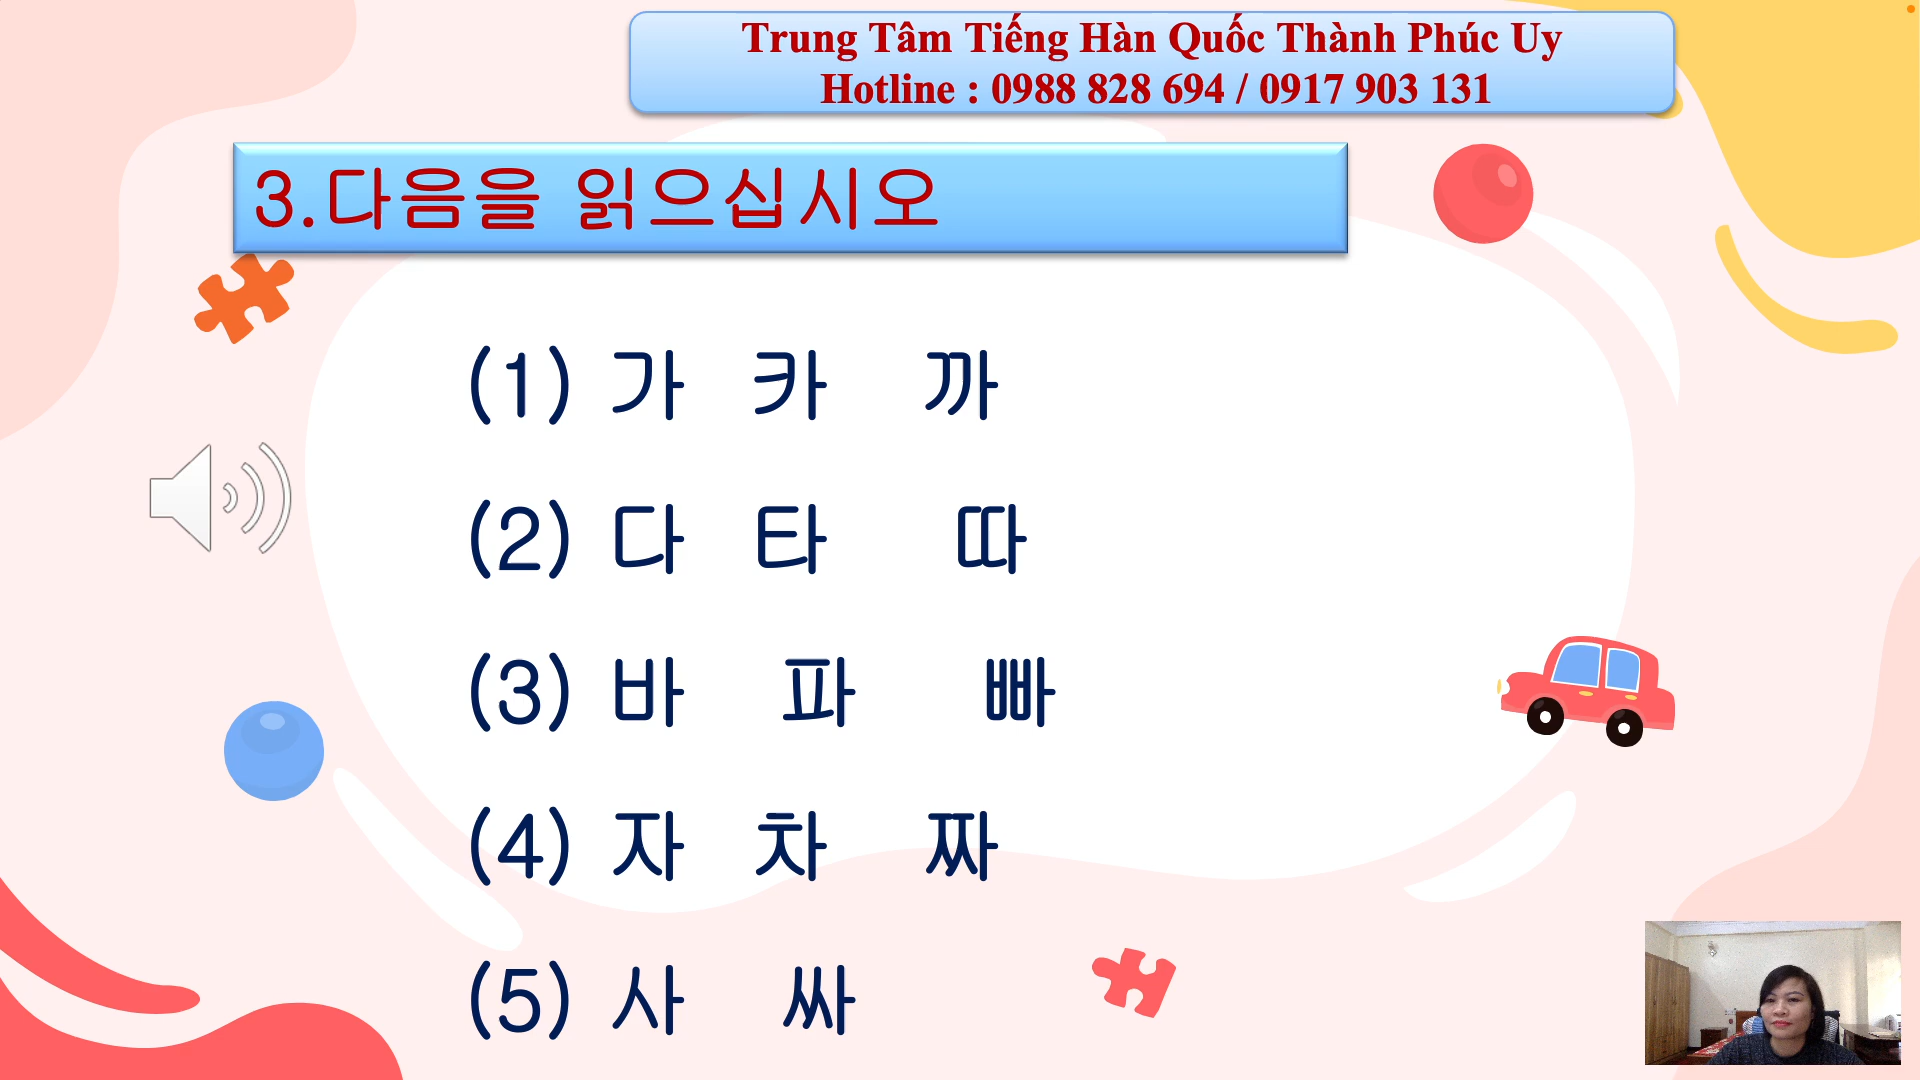 Trung Tâm Tiếng Hàn Quốc Thành Phúc Uy
Hotline : 0988 828 694 / 0917 903 131
3.다음을 읽으십시오
(1) 가 카 까
(2) 다 타 따
(3) 바 파 빠
(4) 자 차 짜
(5) 사 싸